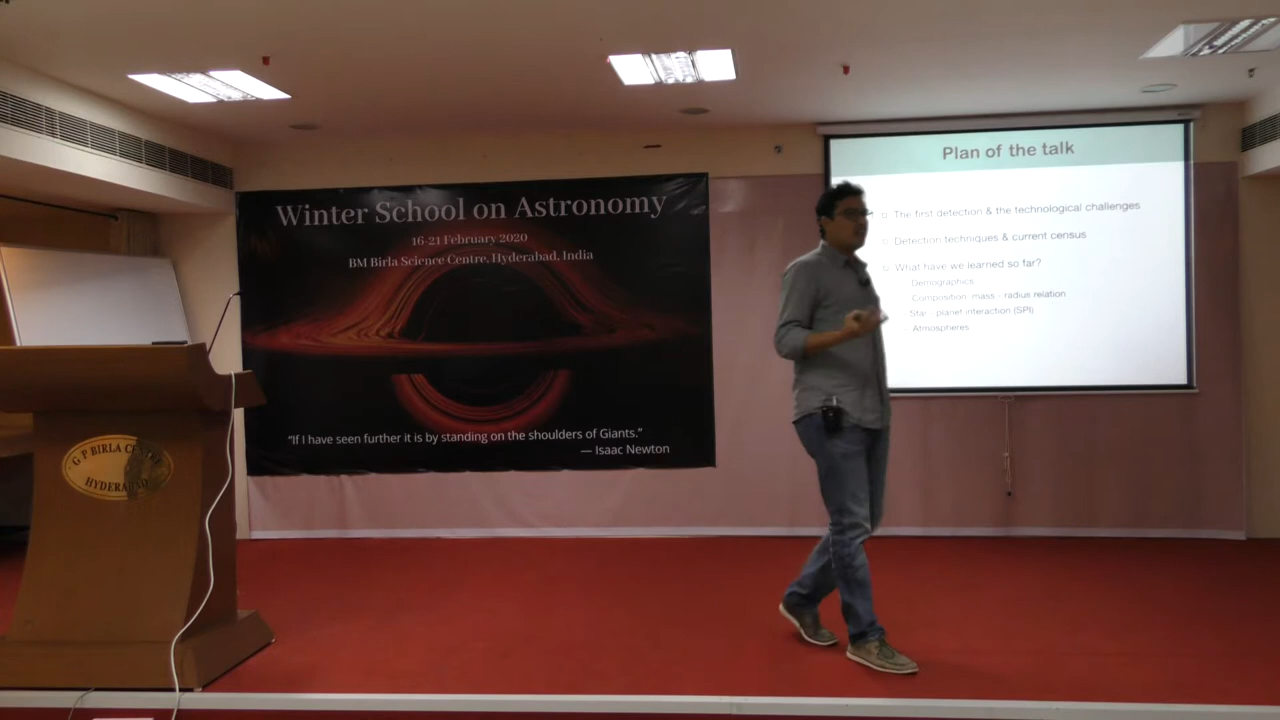 Winter School on Astronomy
16-21 February 2020
BM Birla Science Centre, Hyderabad, India
“If I have seen further it is by standing on the shoulders of Giants.”
— Isaac Newton
G P BIRLA CENTRE
HYDERABAD
Plan of the talk
The first detection & the technological challenges
Detection techniques & current census
What have we learned so far?
Demographics
Composition: mass - radius relation
Star - planet interaction (SPI)
Atmospheres